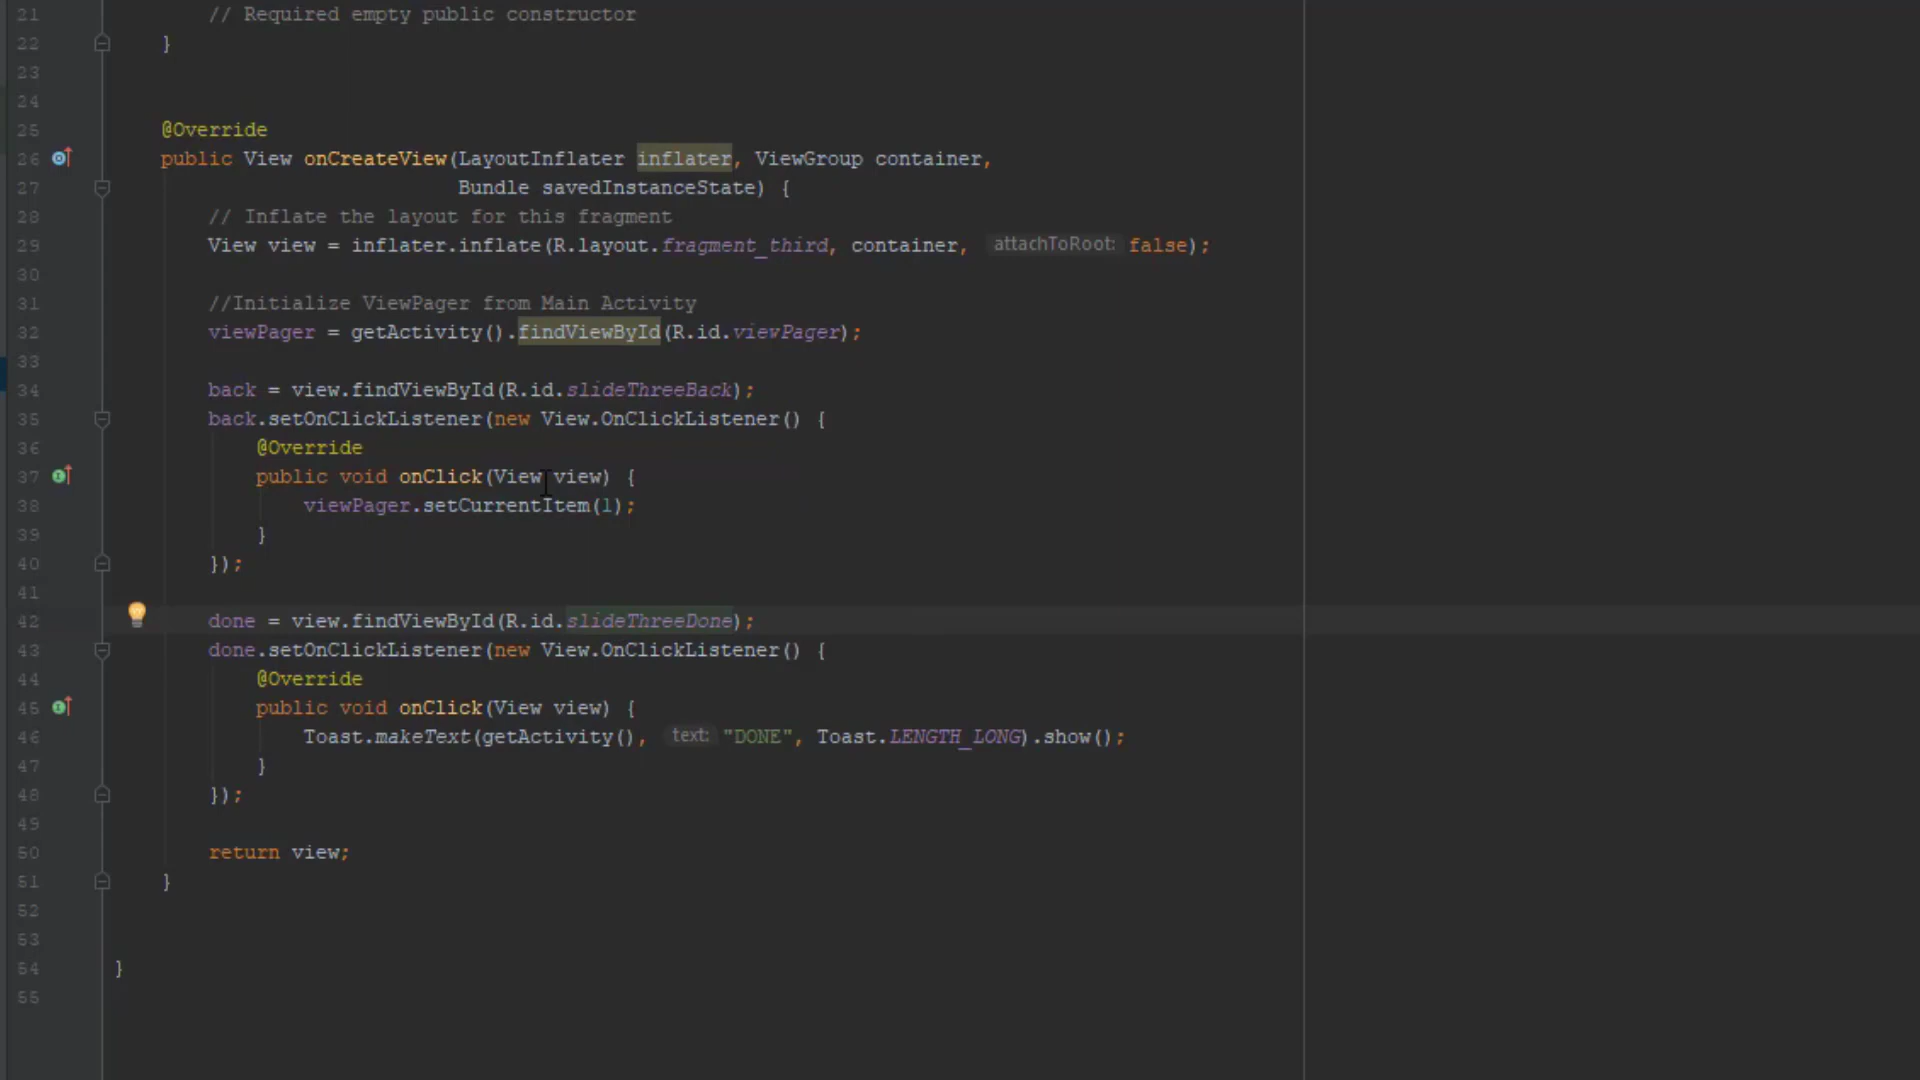 21 // Required empty public constructor
22 }
23
24
25 @Override
26 public View onCreateView(LayoutInflater inflater, ViewGroup container,
27 Bundle savedInstanceState) {
28 // Inflate the layout for this fragment
29 View view = inflater.inflate(R.layout.fragment_third, container, attachToRoot: false);
30
31 //Initialize ViewPager from Main Activity
32 viewPager = getActivity().findViewById(R.id.viewPager);
33
34 back = view.findViewById(R.id.slideThreeBack);
35 back.setOnClickListener(new View.OnClickListener() {
36 @Override
37 public void onClick(View view) {
38 viewPager.setCurrentItem(1);
39 }
40 });
41
42 done = view.findViewById(R.id.slideThreeDone);
43 done.setOnClickListener(new View.OnClickListener() {
44 @Override
45 public void onClick(View view) {
46 Toast.makeText(getActivity(), text: "DONE", Toast.LENGTH_LONG).show();
47 }
48 });
49
50 return view;
51 }
52
53
54 }
55